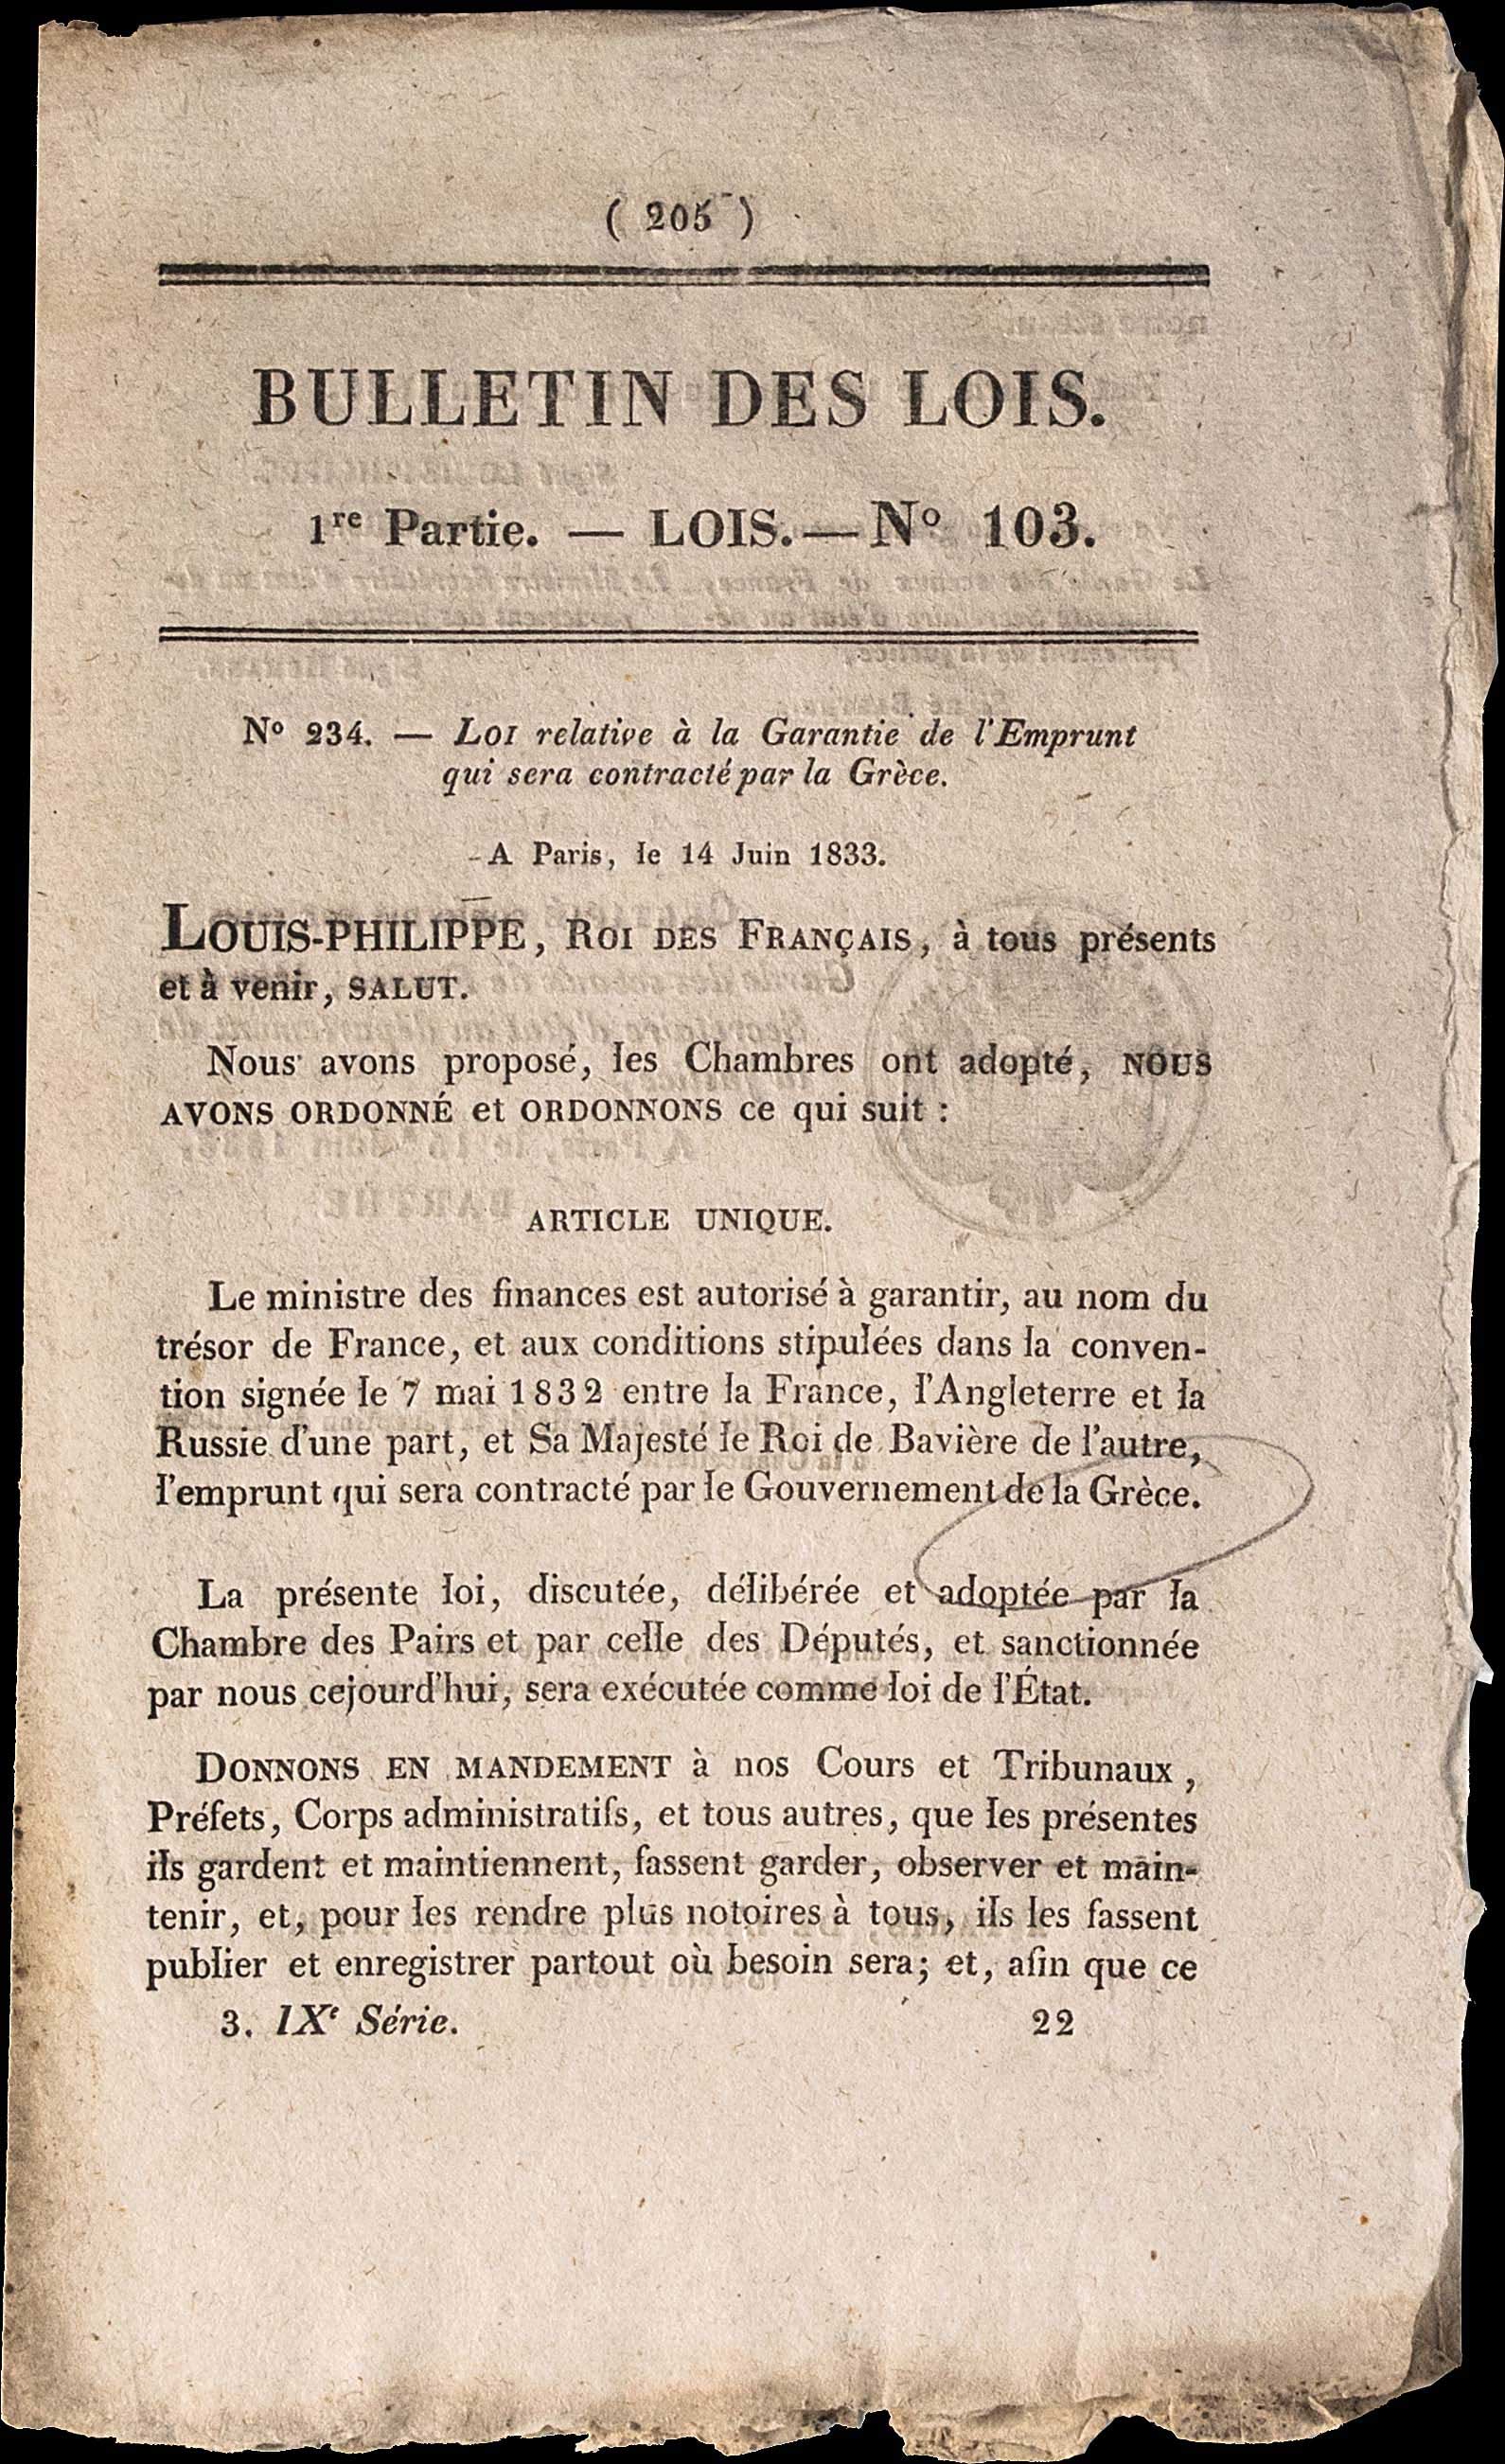 ( 205 )
BULLETIN DES LOIS.
1re Partie. — LOIS. — No 103.
No 234. — LOI relative à la Garantie de l'Emprunt
qui sera contracté par la Grèce.
A Paris, le 14 Juin 1833.
LOUIS-PHILIPPE, ROI DES FRANÇAIS, à tous présents
et à venir, SALUT.
Nous avons proposé, les Chambres ont adopté, NOUS
AVONS ORDONNÉ et ORDONNONS ce qui suit :
ARTICLE UNIQUE.
Le ministre des finances est autorisé à garantir, au nom du
trésor de France, et aux conditions stipulées dans la conven-
tion signée le 7 mai 1832 entre la France, l'Angleterre et la
Russie d'une part, et Sa Majesté le Roi de Bavière de l'autre,
l'emprunt qui sera contracté par le Gouvernement de la Grèce.
La présente loi, discutée, délibérée et adoptée par la
Chambre des Pairs et par celle des Députés, et sanctionnée
par nous cejourd'hui, sera exécutée comme loi de l'État.
DONNONS EN MANDEMENT à nos Cours et Tribunaux,
Préfets, Corps administratifs, et tous autres, que les présentes
ils gardent et maintiennent, fassent garder, observer et main-
tenir, et, pour les rendre plus notoires à tous, ils les fassent
publier et enregistrer partout où besoin sera; et, afin que ce
3. IXe Série. 22